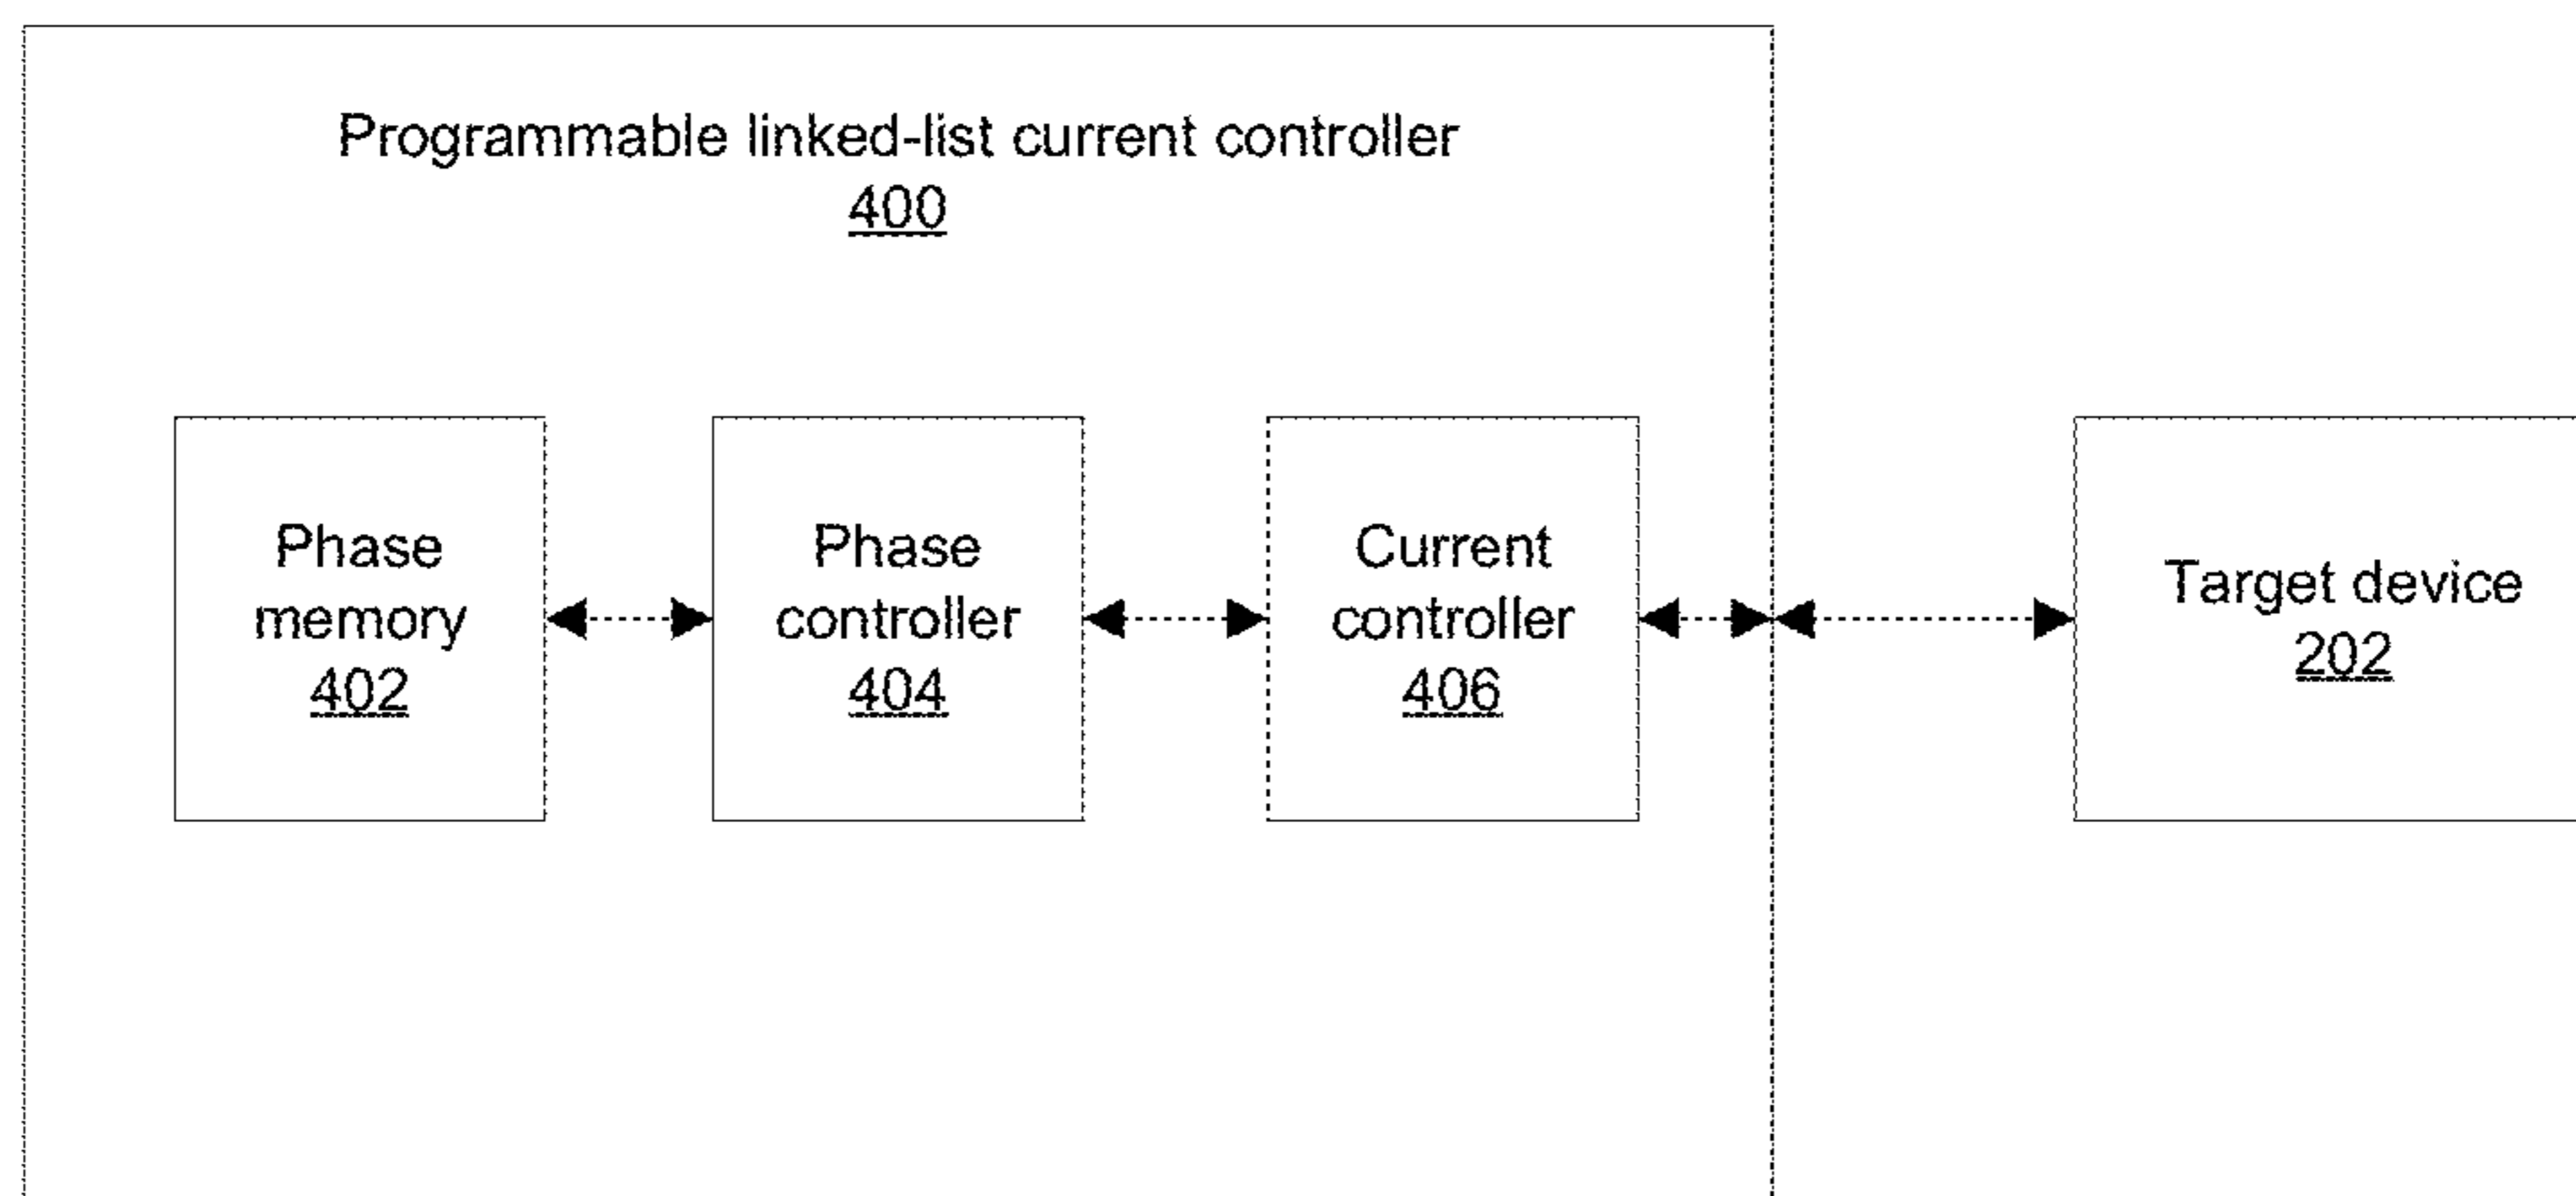 Programmable linked-list current controller
400
Phase
memory
402
Phase
controller
404
Current
controller
406
Target device
202